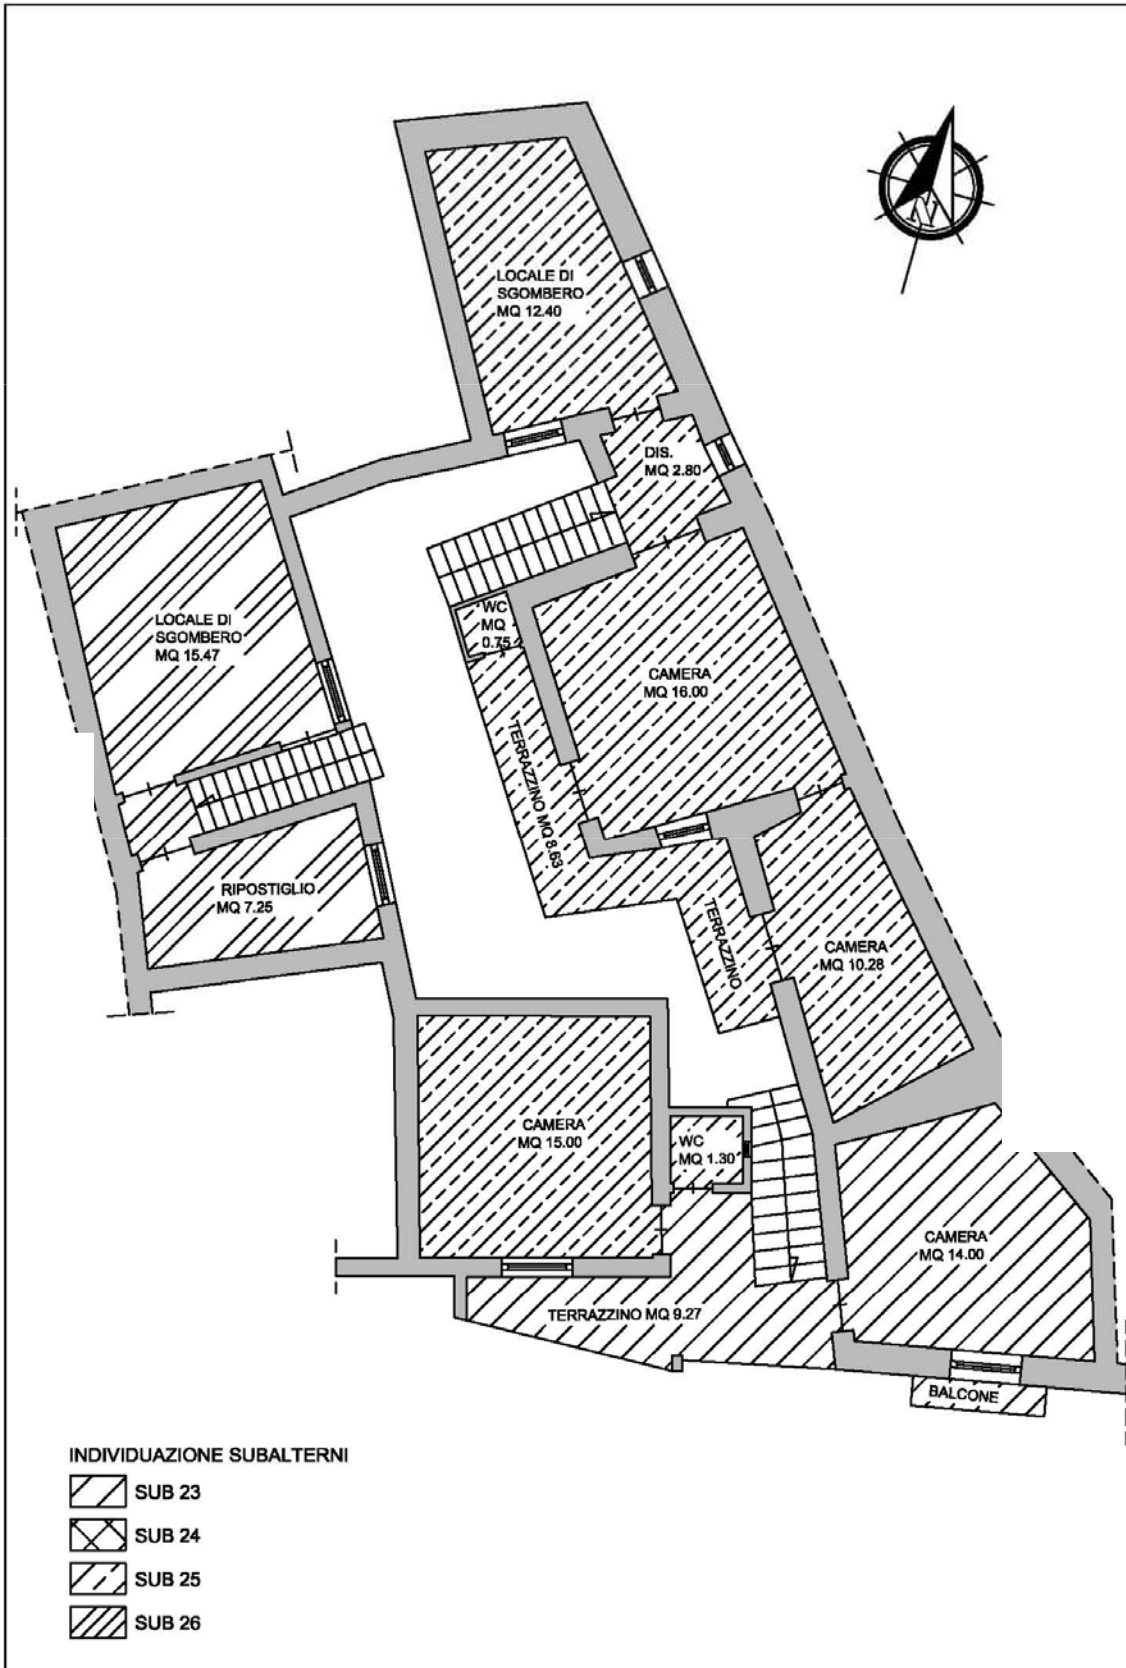 N
LOCALE DI
SGOMBERO
MQ 12.40
DIS.
MQ 2.80
WC
MQ
0.75
LOCALE DI
SGOMBERO
MQ 15.47
CAMERA
MQ 16.00
TERRAZZINO MQ 8.63
RIPOSTIGLIO
MQ 7.25
TERRAZZINO
CAMERA
MQ 10.28
CAMERA
MQ 15.00
WC
MQ 1.30
CAMERA
MQ 14.00
TERRAZZINO MQ 9.27
BALCONE
INDIVIDUAZIONE SUBALTERNI
SUB 23
SUB 24
SUB 25
SUB 26